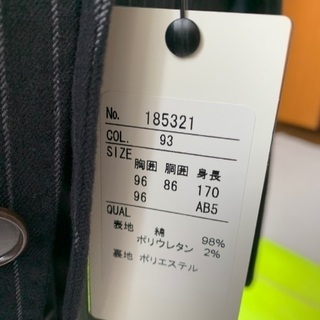 No. 185321
COL. 93
SIZE
胸囲 胴囲 身長
96 86 170
96 AB5
QUAL
表地 綿 98%
ポリウレタン 2%
裏地 ポリエステル